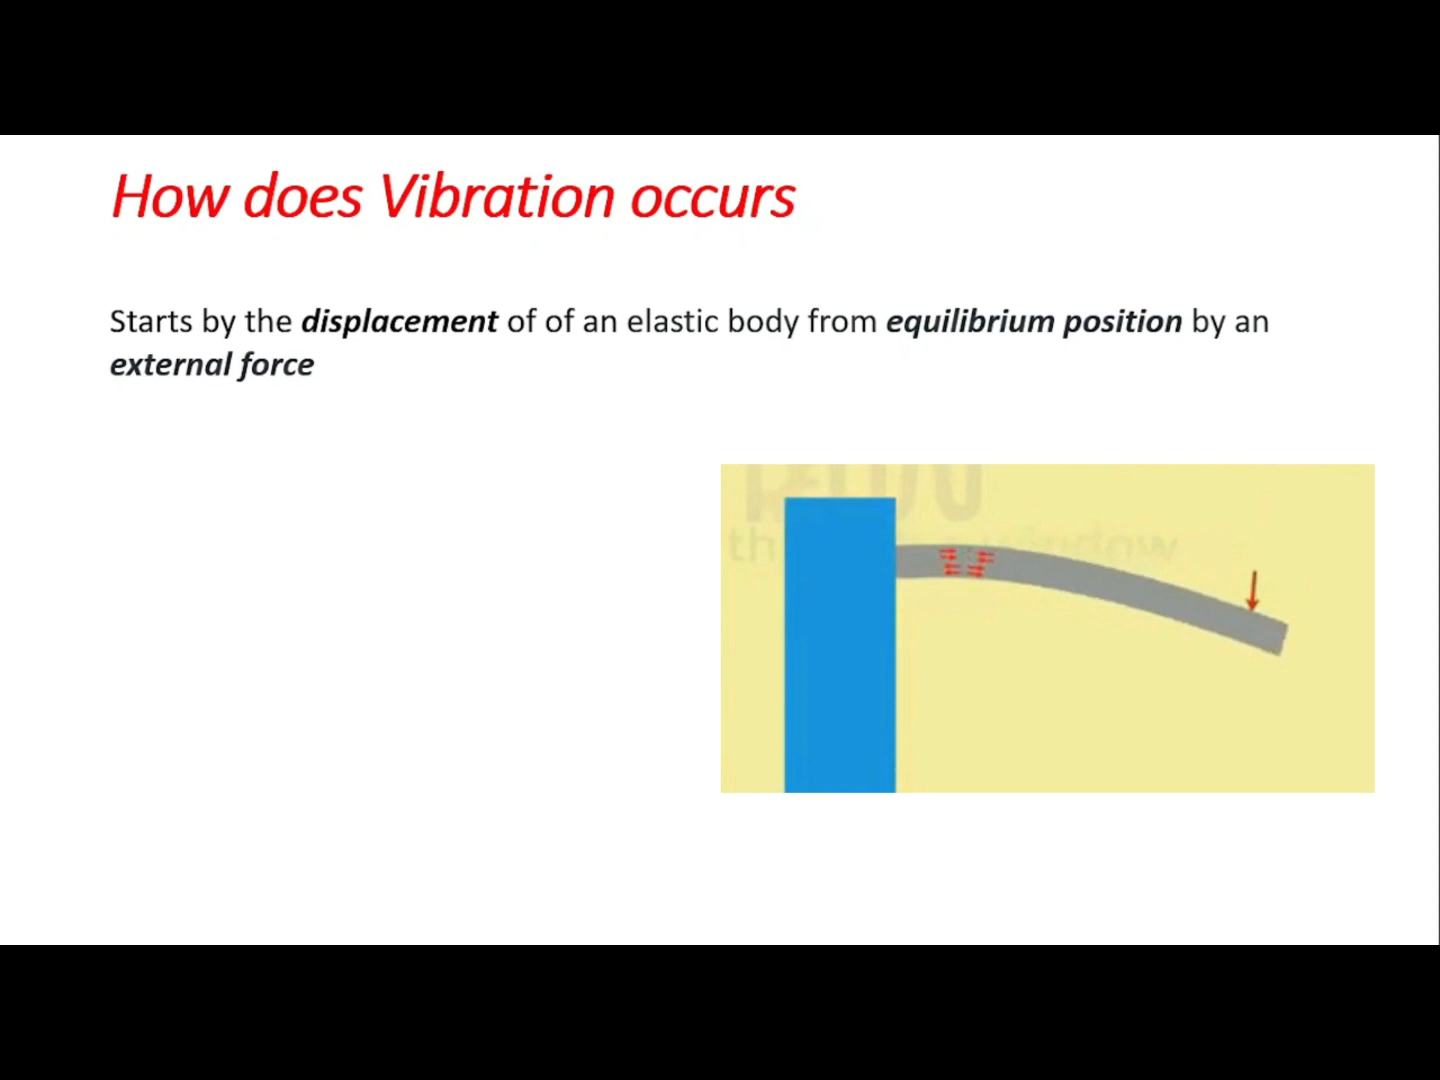 How does Vibration occurs
Starts by the displacement of of an elastic body from equilibrium position by an
external force
window